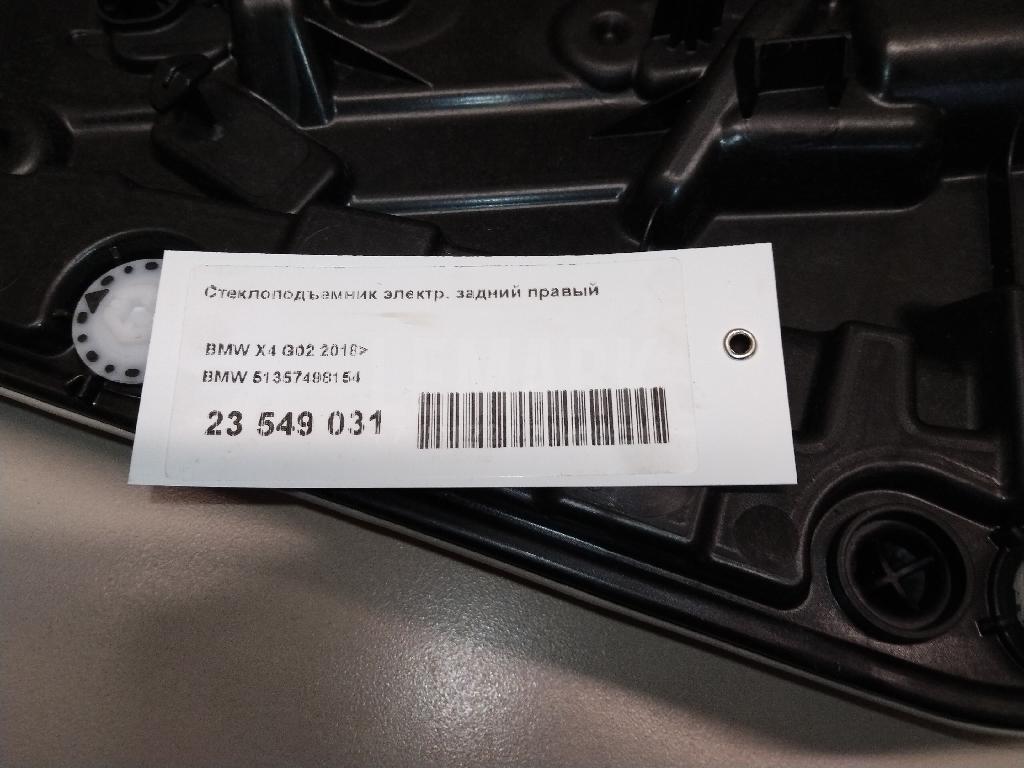 Стеклоподъемник электр. задний правый
BMW X4 G02 2018>
BMW 51357498154
23 549 031